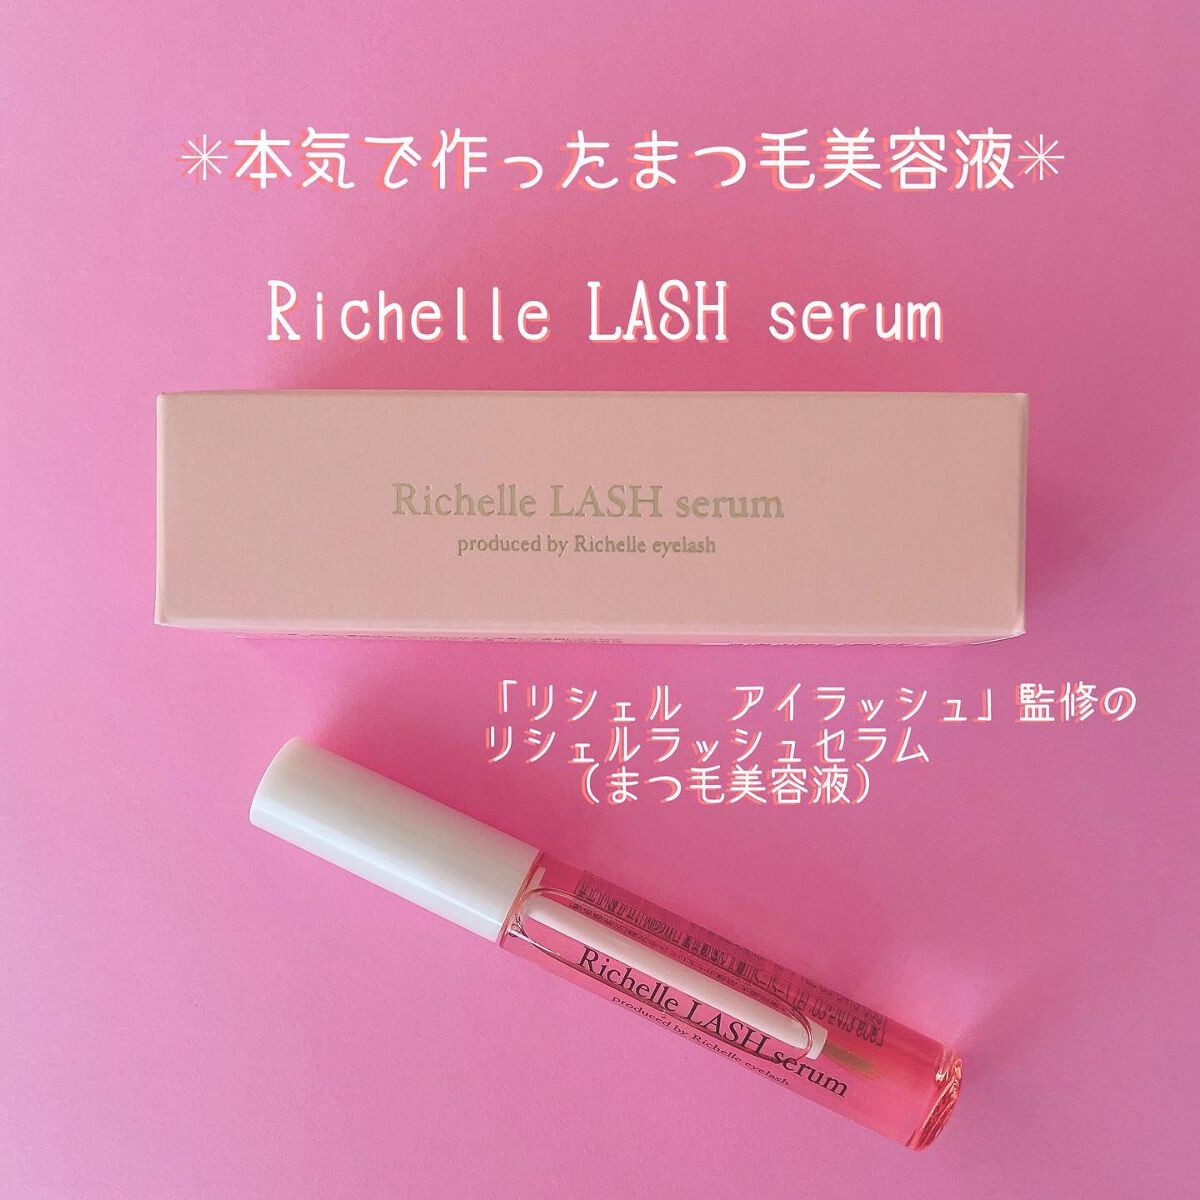 ✳本気で作ったまつ毛美容液✳
Richelle LASH serum
Richelle LASH serum
produced by Richelle eyelash
「リシェル　アイラッシュ」監修の
リシェルラッシュセラム
（まつ毛美容液）
Richelle LASH serum
produced by Richelle eyelash